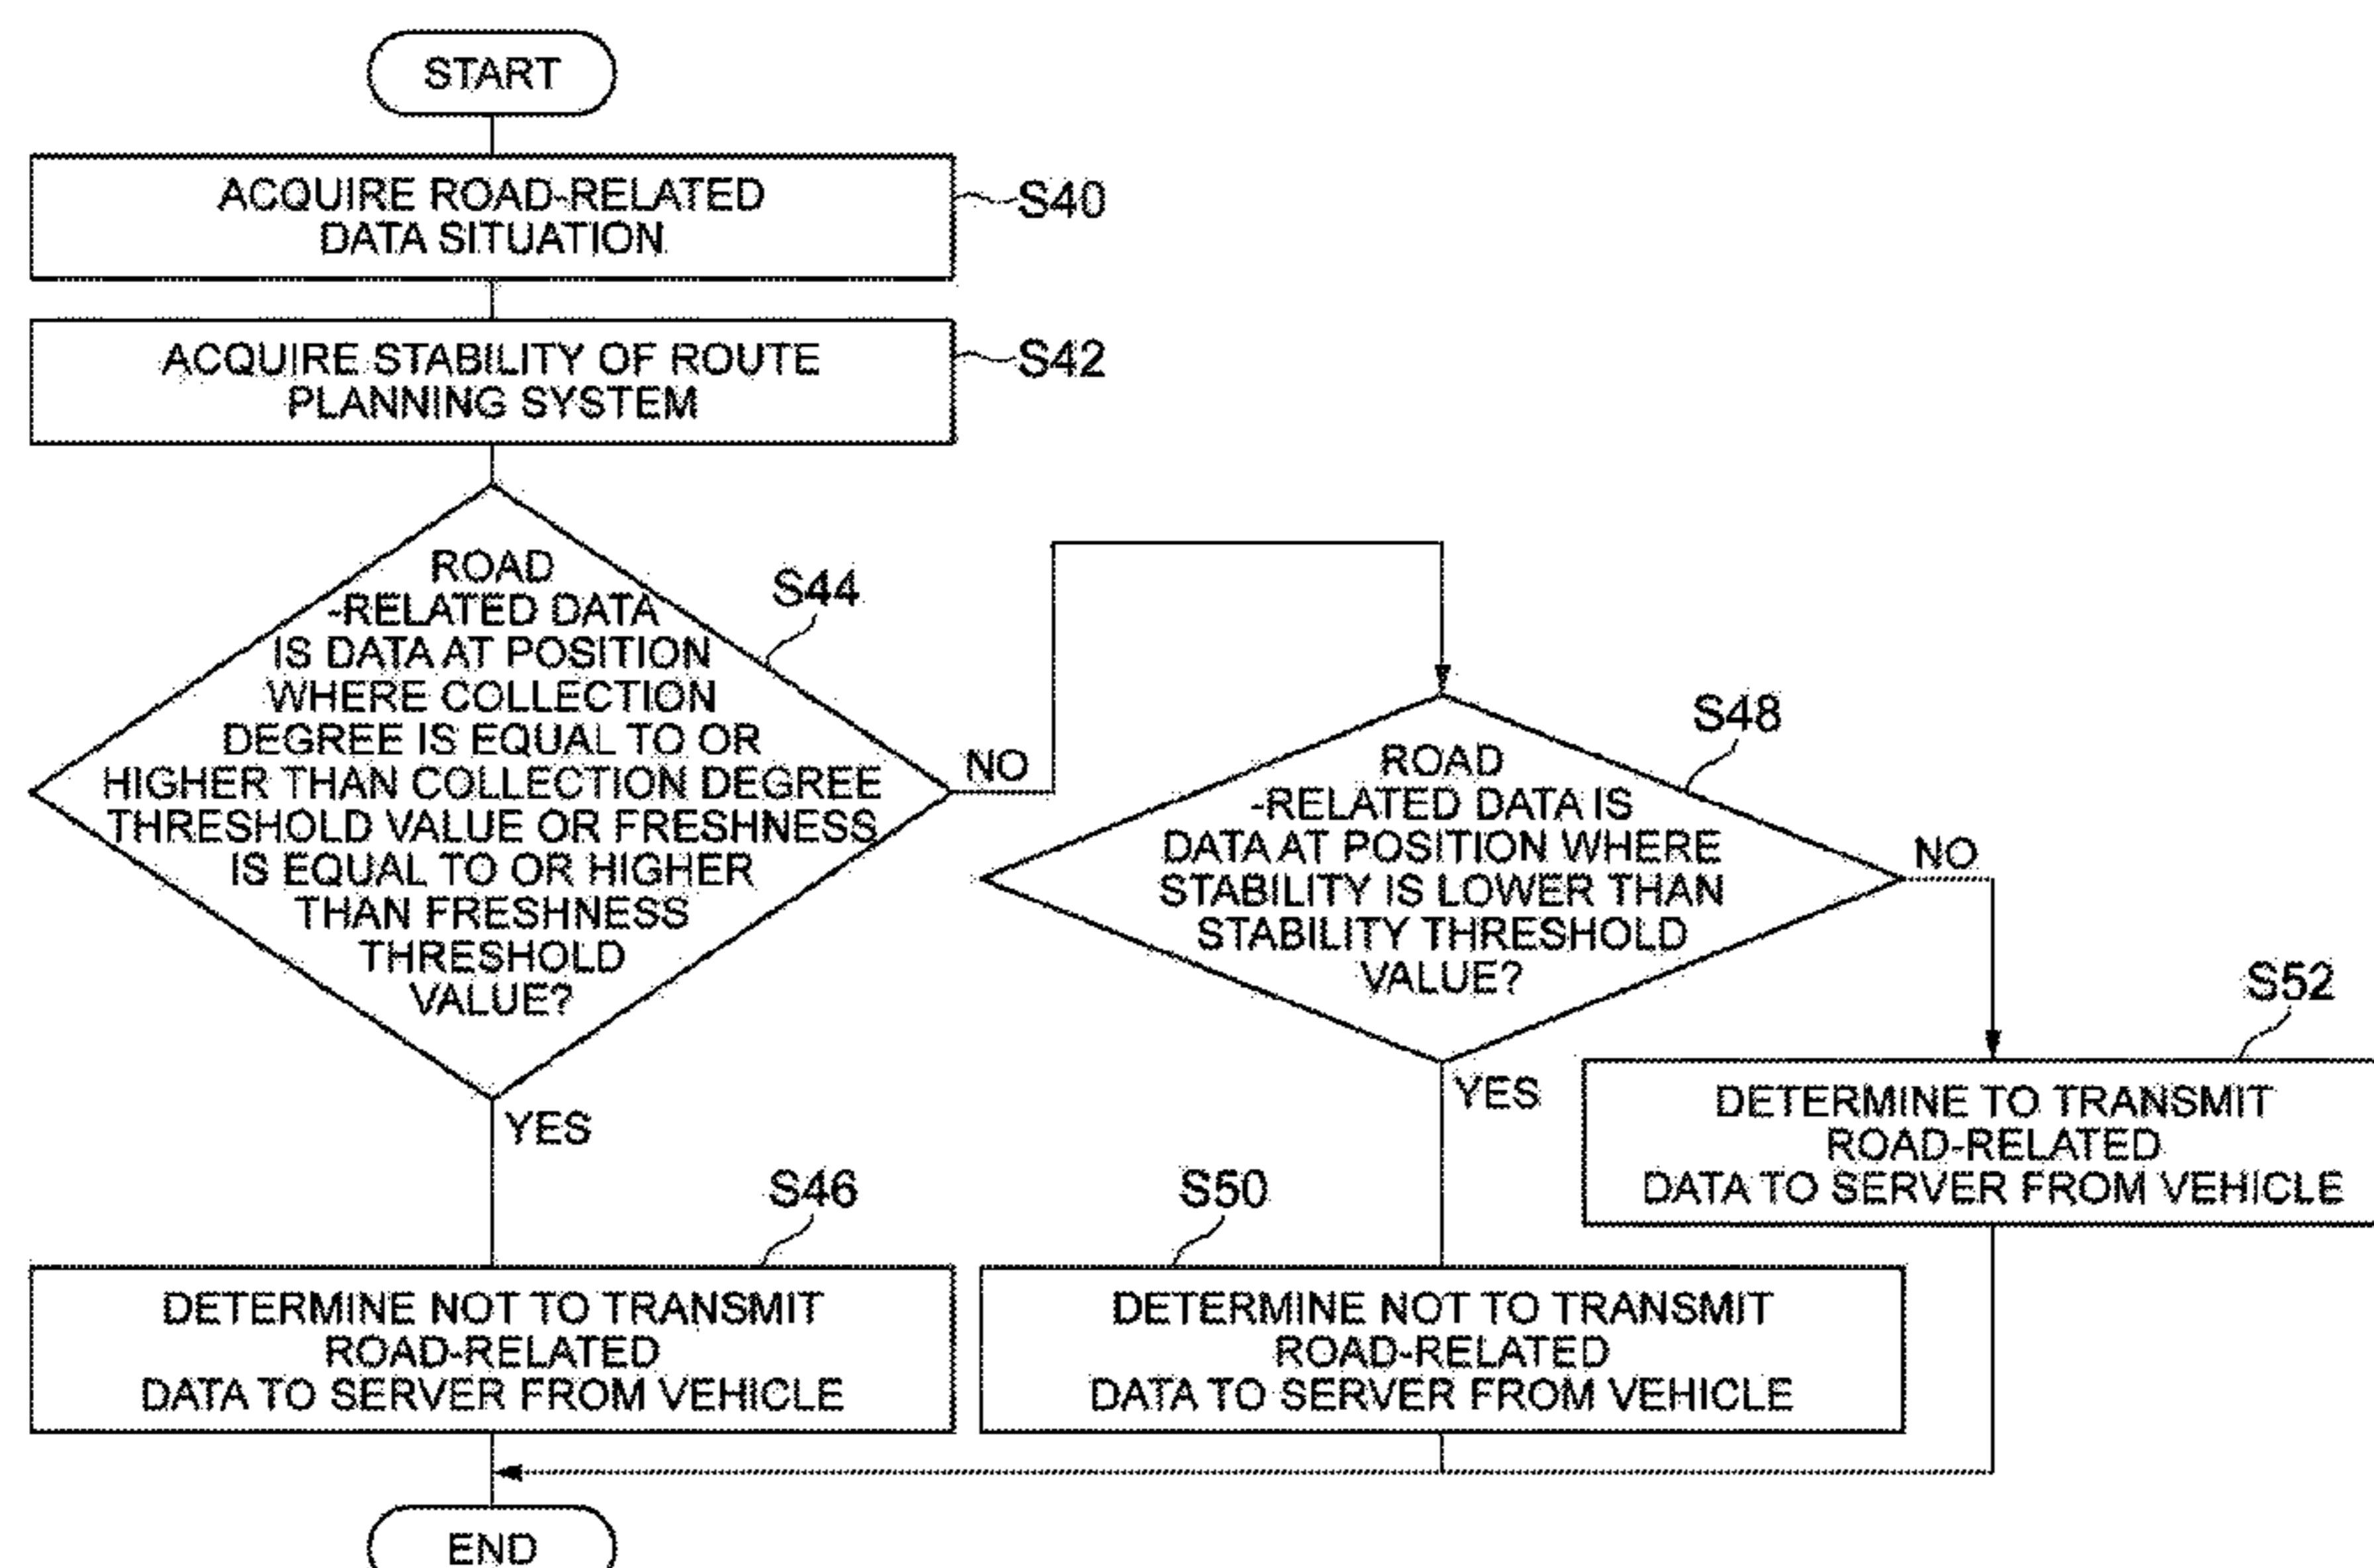 START
ACQUIRE ROAD-RELATED
DATA SITUATION
S40
ACQUIRE STABILITY OF ROUTE
PLANNING SYSTEM
S42
ROAD
-RELATED DATA
IS DATA AT POSITION
WHERE COLLECTION
DEGREE IS EQUAL TO OR
HIGHER THAN COLLECTION DEGREE
THRESHOLD VALUE OR FRESHNESS
IS EQUAL TO OR HIGHER
THAN FRESHNESS
THRESHOLD
VALUE?
S44
NO
YES
S46
DETERMINE NOT TO TRANSMIT
ROAD-RELATED
DATA TO SERVER FROM VEHICLE
ROAD
-RELATED DATA IS
DATA AT POSITION WHERE
STABILITY IS LOWER THAN
STABILITY THRESHOLD
VALUE?
S48
NO
YES
S50
DETERMINE NOT TO TRANSMIT
ROAD-RELATED
DATA TO SERVER FROM VEHICLE
S52
DETERMINE TO TRANSMIT
ROAD-RELATED
DATA TO SERVER FROM VEHICLE
END